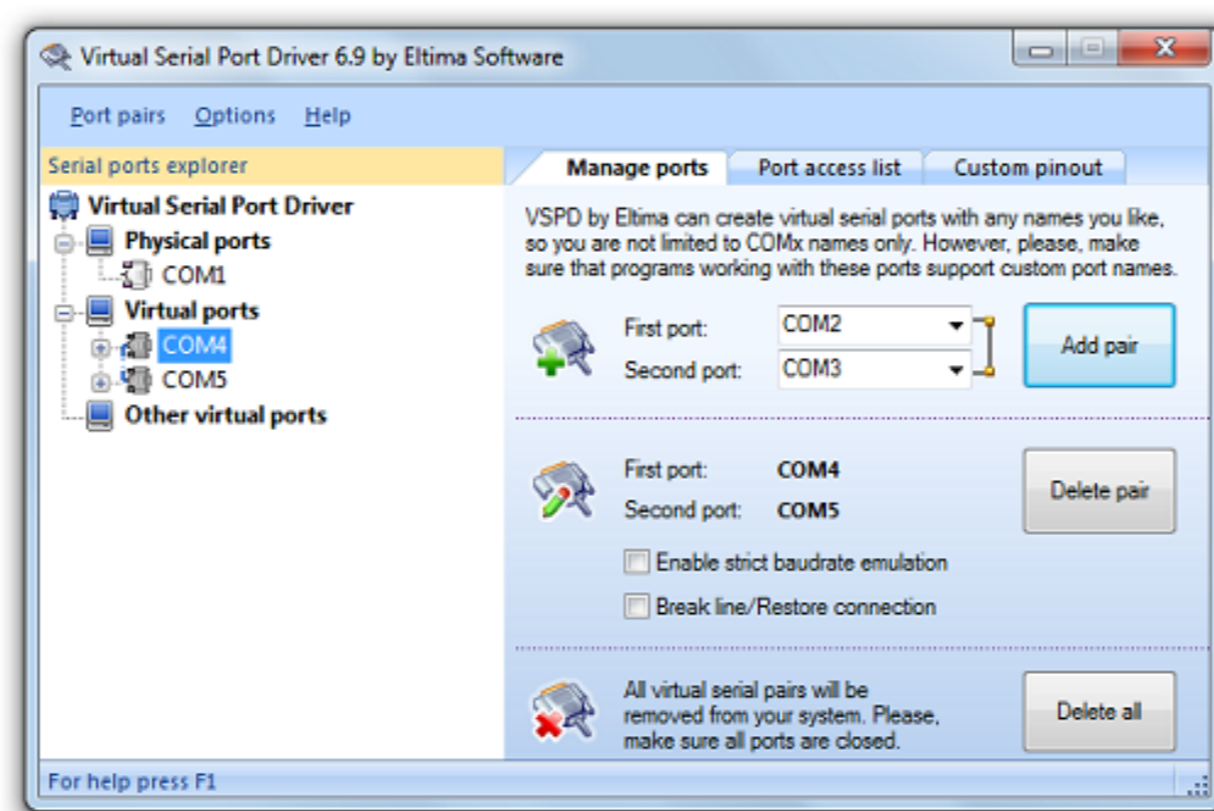 Virtual Serial Port Driver 6.9 by Eltima Software
Port pairs Options Help
Serial ports explorer
Virtual Serial Port Driver
Physical ports
COM1
Virtual ports
COM4
COM5
Other virtual ports
Manage ports Port access list Custom pinout
VSPD by Eltima can create virtual serial ports with any names you like,
so you are not limited to COMx names only. However, please, make
sure that programs working with these ports support custom port names.
First port: COM2
Second port: COM3
Add pair
First port: COM4
Second port: COM5
Delete pair
Enable strict baudrate emulation
Break line/Restore connection
All virtual serial pairs will be
removed from your system. Please,
make sure all ports are closed.
Delete all
For help press F1